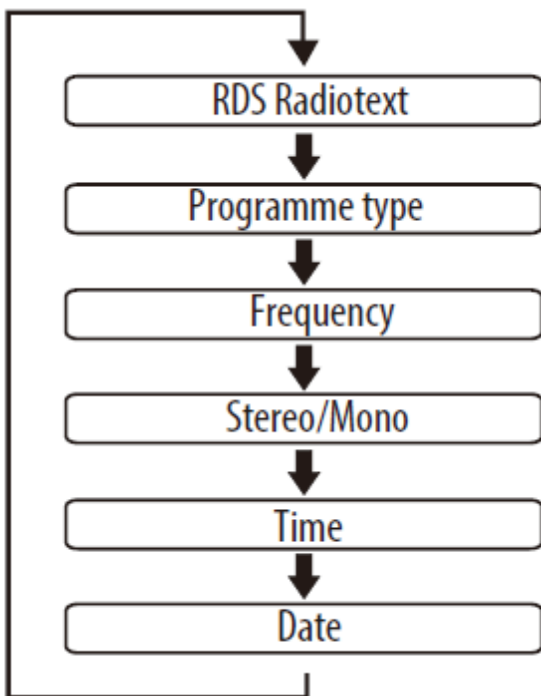 RDS Radiotext
Programme type
Frequency
Stereo/Mono
Time
Date